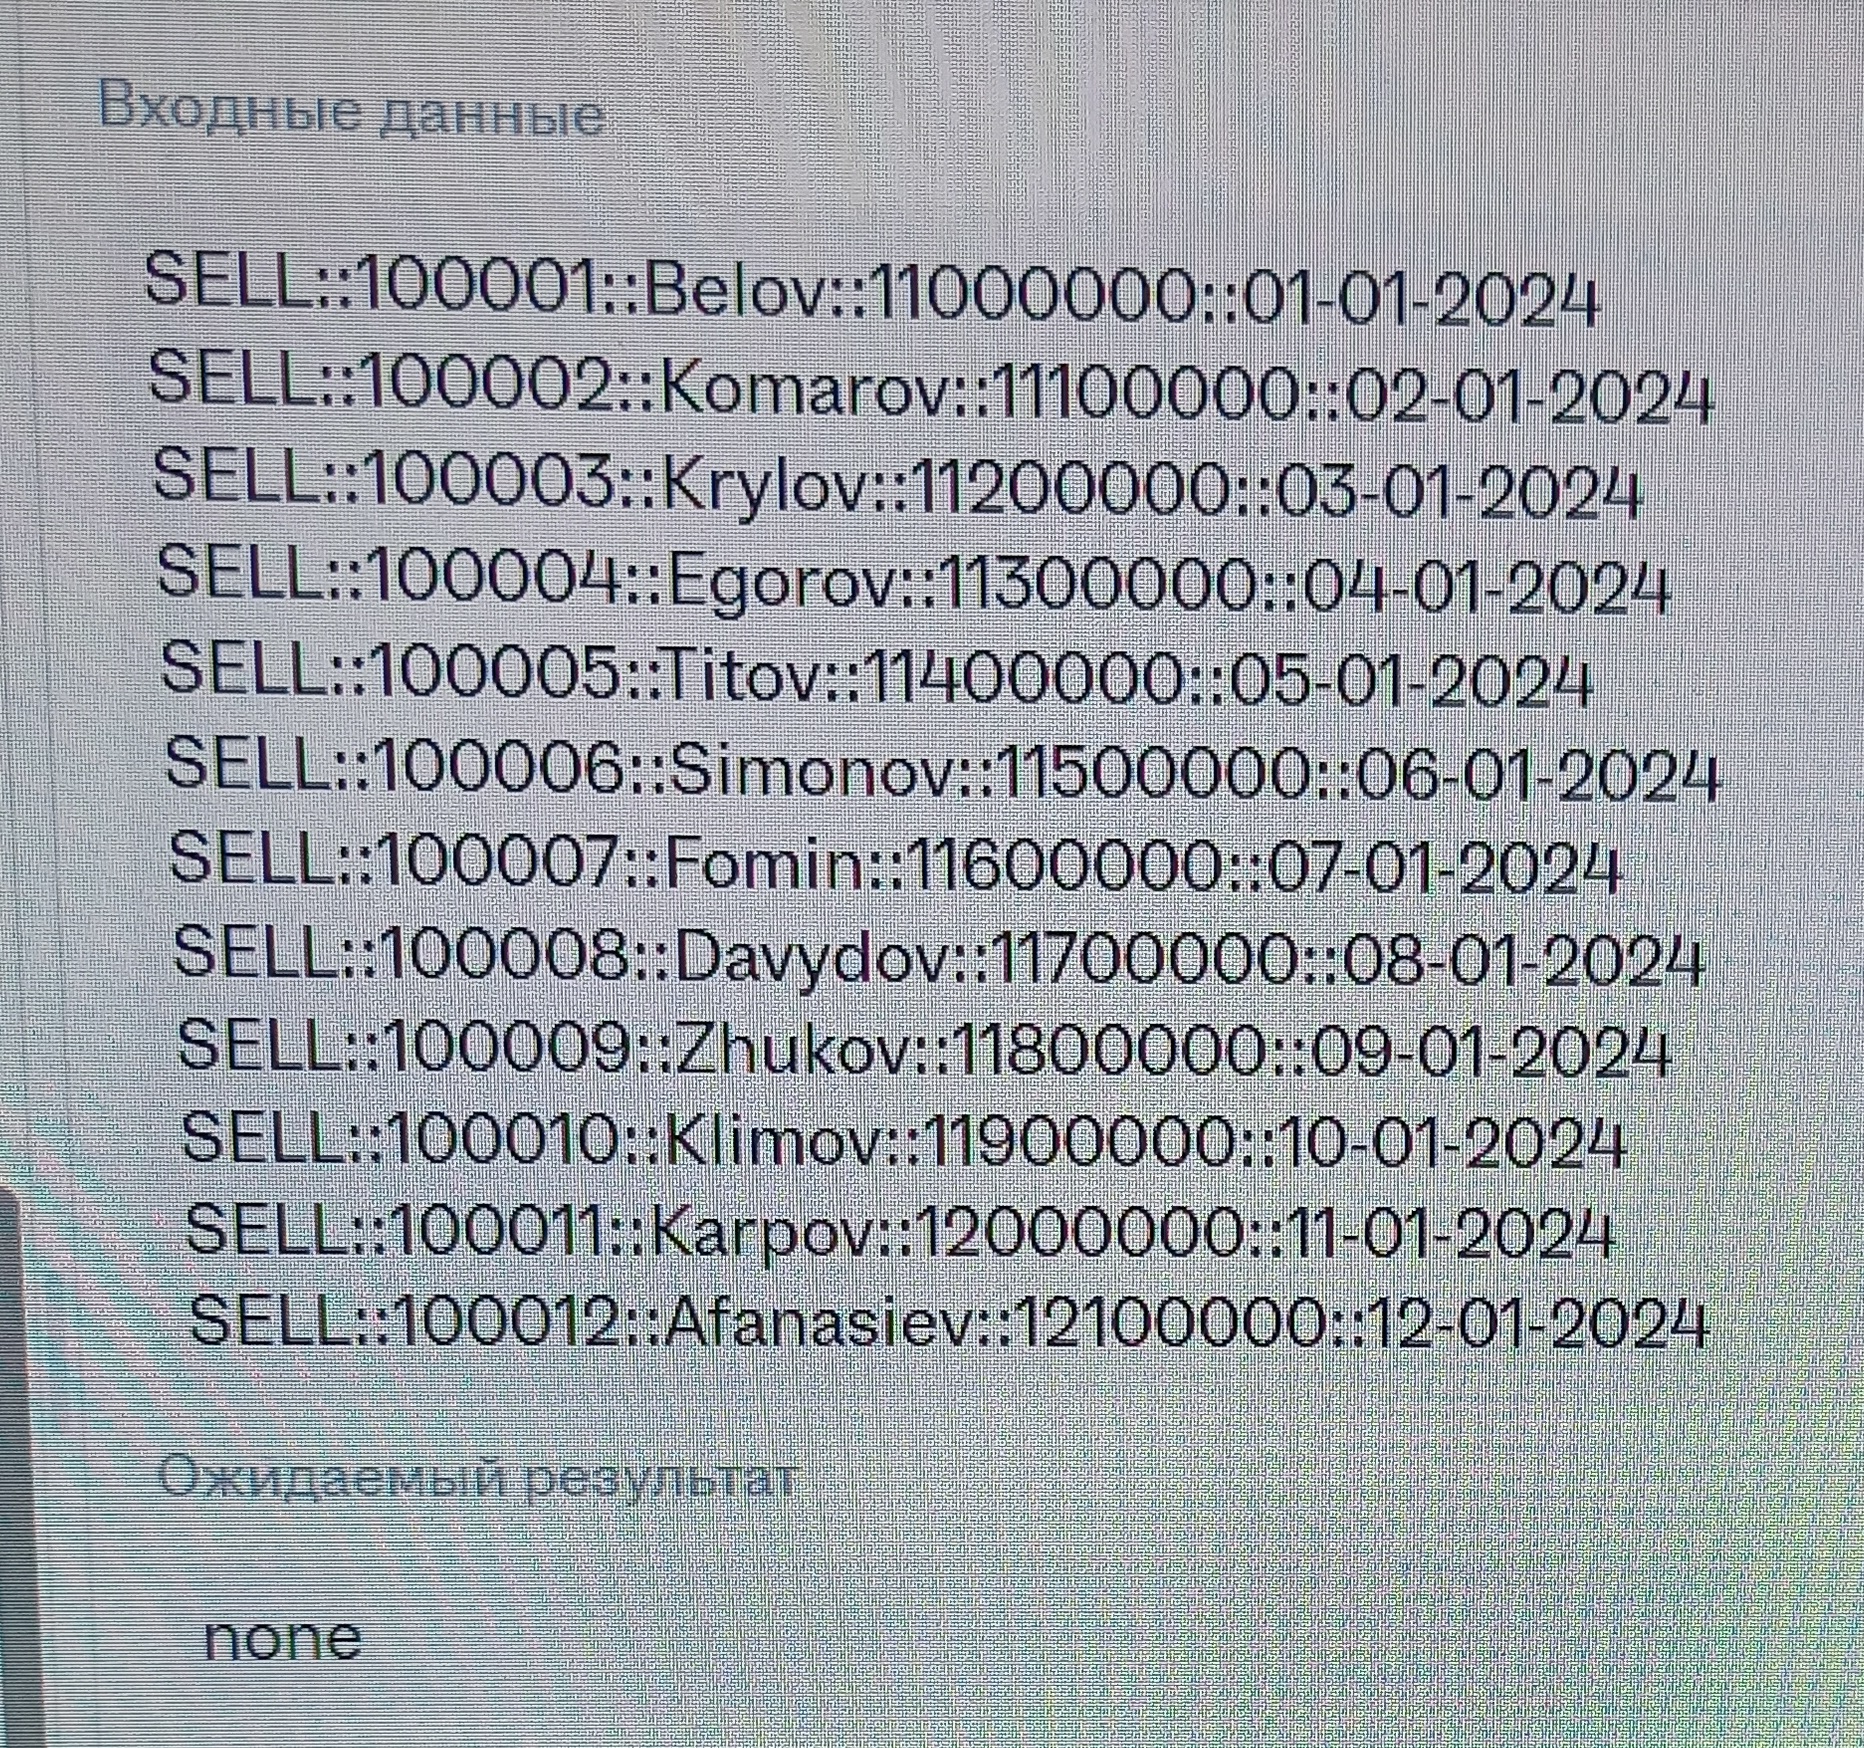 Входные данные
SELL::100001::Belov::11000000::01-01-2024
SELL::100002::Komarov::11100000::02-01-2024
SELL::100003::Krylov::11200000::03-01-2024
SELL::100004::Egorov::11300000::04-01-2024
SELL::100005::Titov::11400000::05-01-2024
SELL::100006::Simonov::11500000::06-01-2024
SELL::100007::Fomin::11600000::07-01-2024
SELL::100008::Davydov::11700000::08-01-2024
SELL::100009::Zhukov::11800000::09-01-2024
SELL::100010::Klimov::11900000::10-01-2024
SELL::100011::Karpov::12000000::11-01-2024
SELL::100012::Afanasiev::12100000::12-01-2024
Ожидаемый результат
none